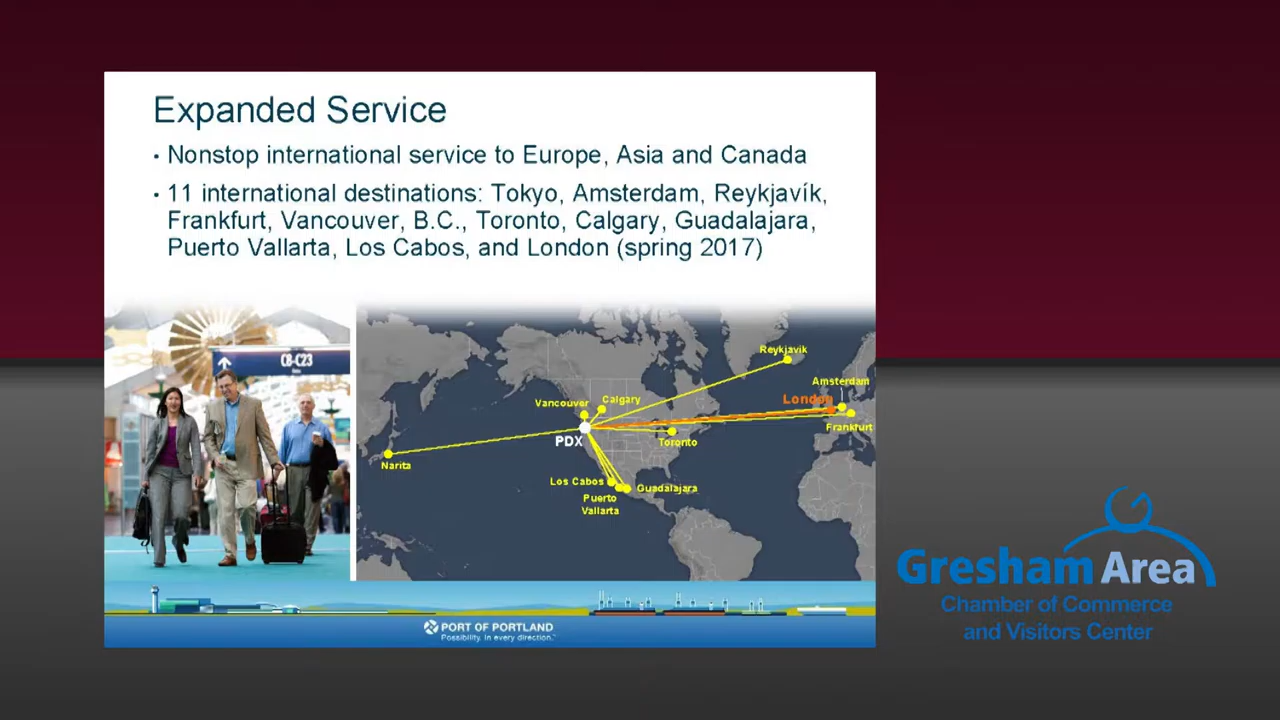 Expanded Service
• Nonstop international service to Europe, Asia and Canada
• 11 international destinations: Tokyo, Amsterdam, Reykjavík,
Frankfurt, Vancouver, B.C., Toronto, Calgary, Guadalajara,
Puerto Vallarta, Los Cabos, and London (spring 2017)
C8-C23
Reykjavik
Amsterdam
London
Frankfurt
Vancouver
Calgary
PDX
Toronto
Narita
Los Cabos
Guadalajara
Puerto
Vallarta
PORT OF PORTLAND
Possibility. In every direction.™
Gresham Area
Chamber of Commerce
and Visitors Center